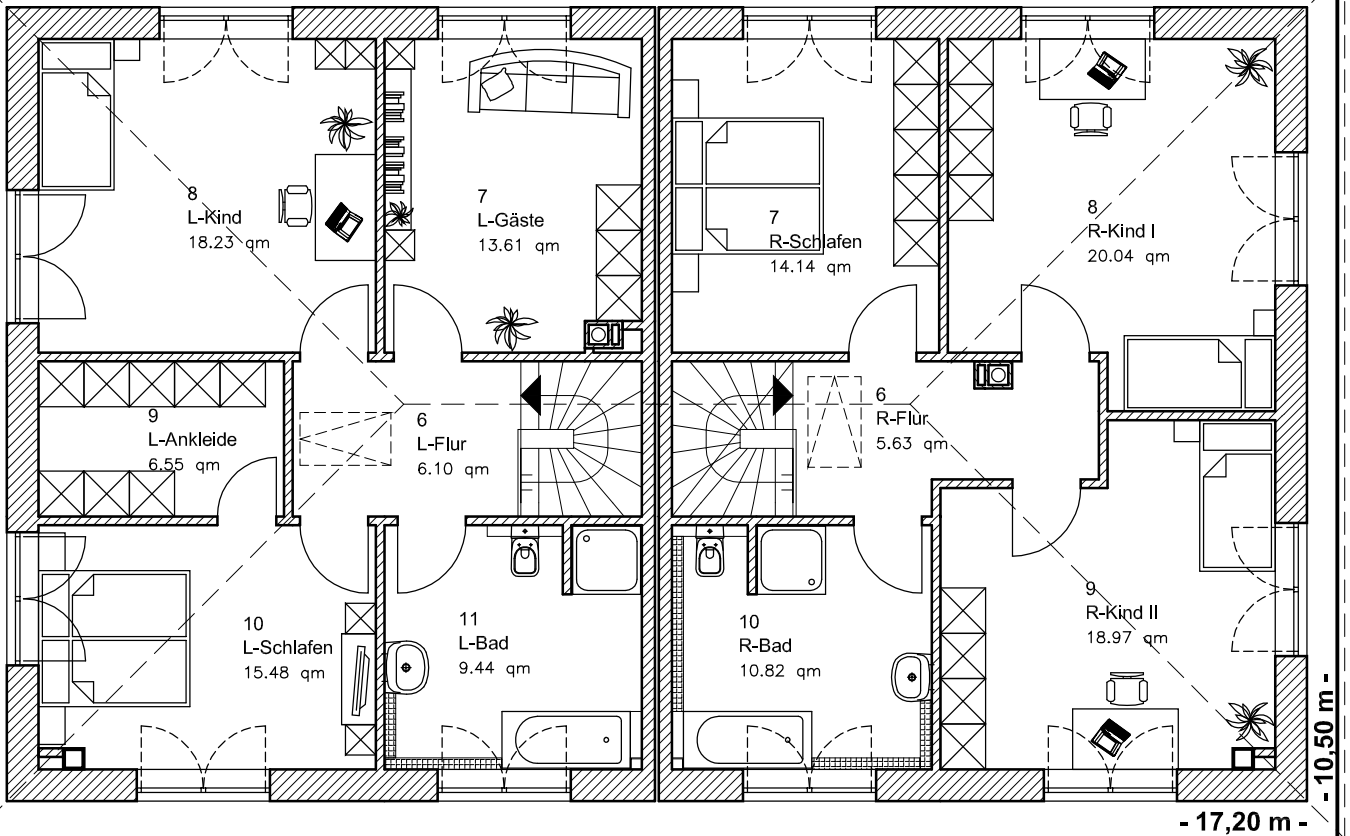 8
L-Kind
18.23 qm
7
L-Gäste
13.61 qm
7
R-Schlafen
14.14 qm
8
R-Kind I
20.04 qm
9
L-Ankleide
6.55 qm
6
L-Flur
6.10 qm
6
R-Flur
5.63 qm
10
L-Schlafen
15.48 qm
11
L-Bad
9.44 qm
10
R-Bad
10.82 qm
9
R-Kind II
18.97 qm
- 10,50 m -
- 17,20 m -